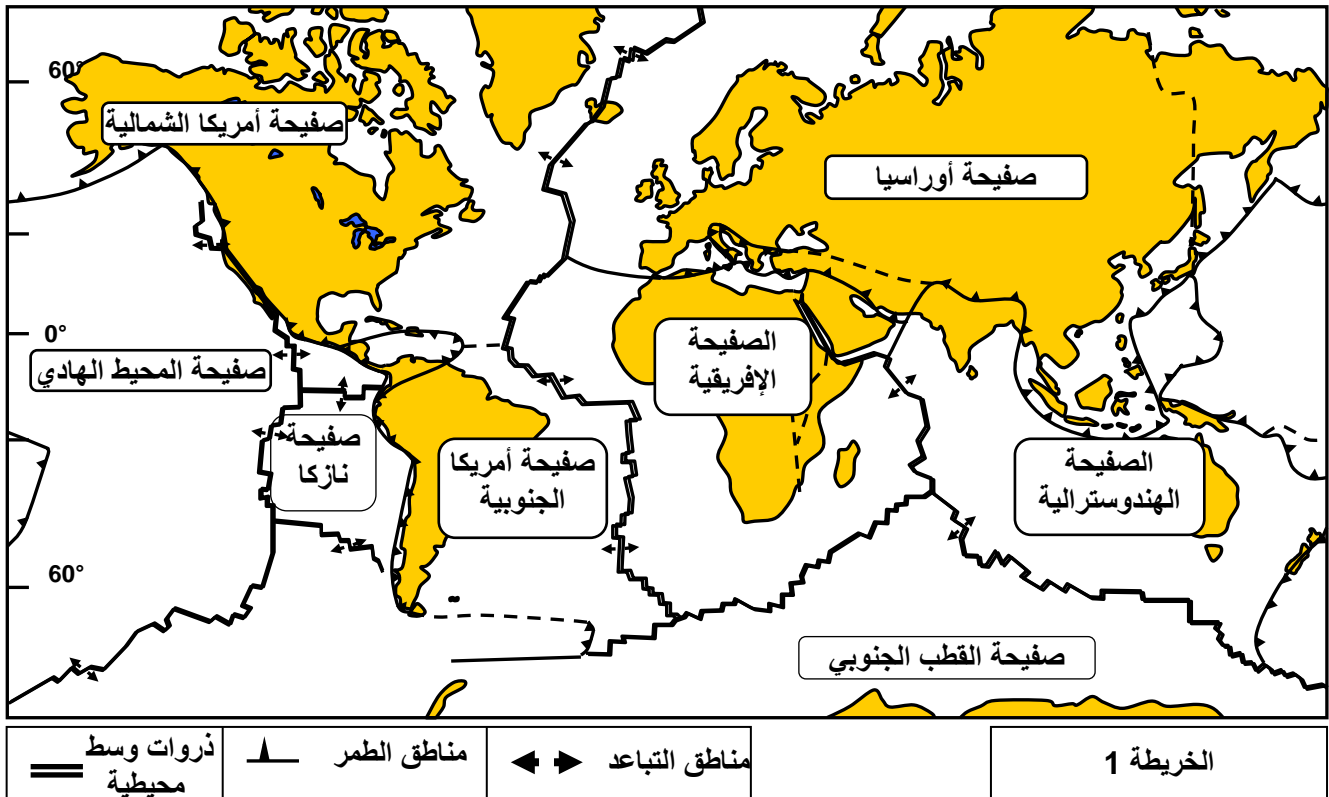 60°
صفيحة أمريكا الشمالية
صفيحة أوراسيا
0°
صفيحة المحيط الهادي
الصفيحة
الإفريقية
صفيحة
نازكا
صفيحة أمريكا
الجنوبية
الصفيحة
الهندوسترالية
60°
صفيحة القطب الجنوبي
ذروات وسط
محيطية
مناطق الطمر
مناطق التباعد
الخريطة 1